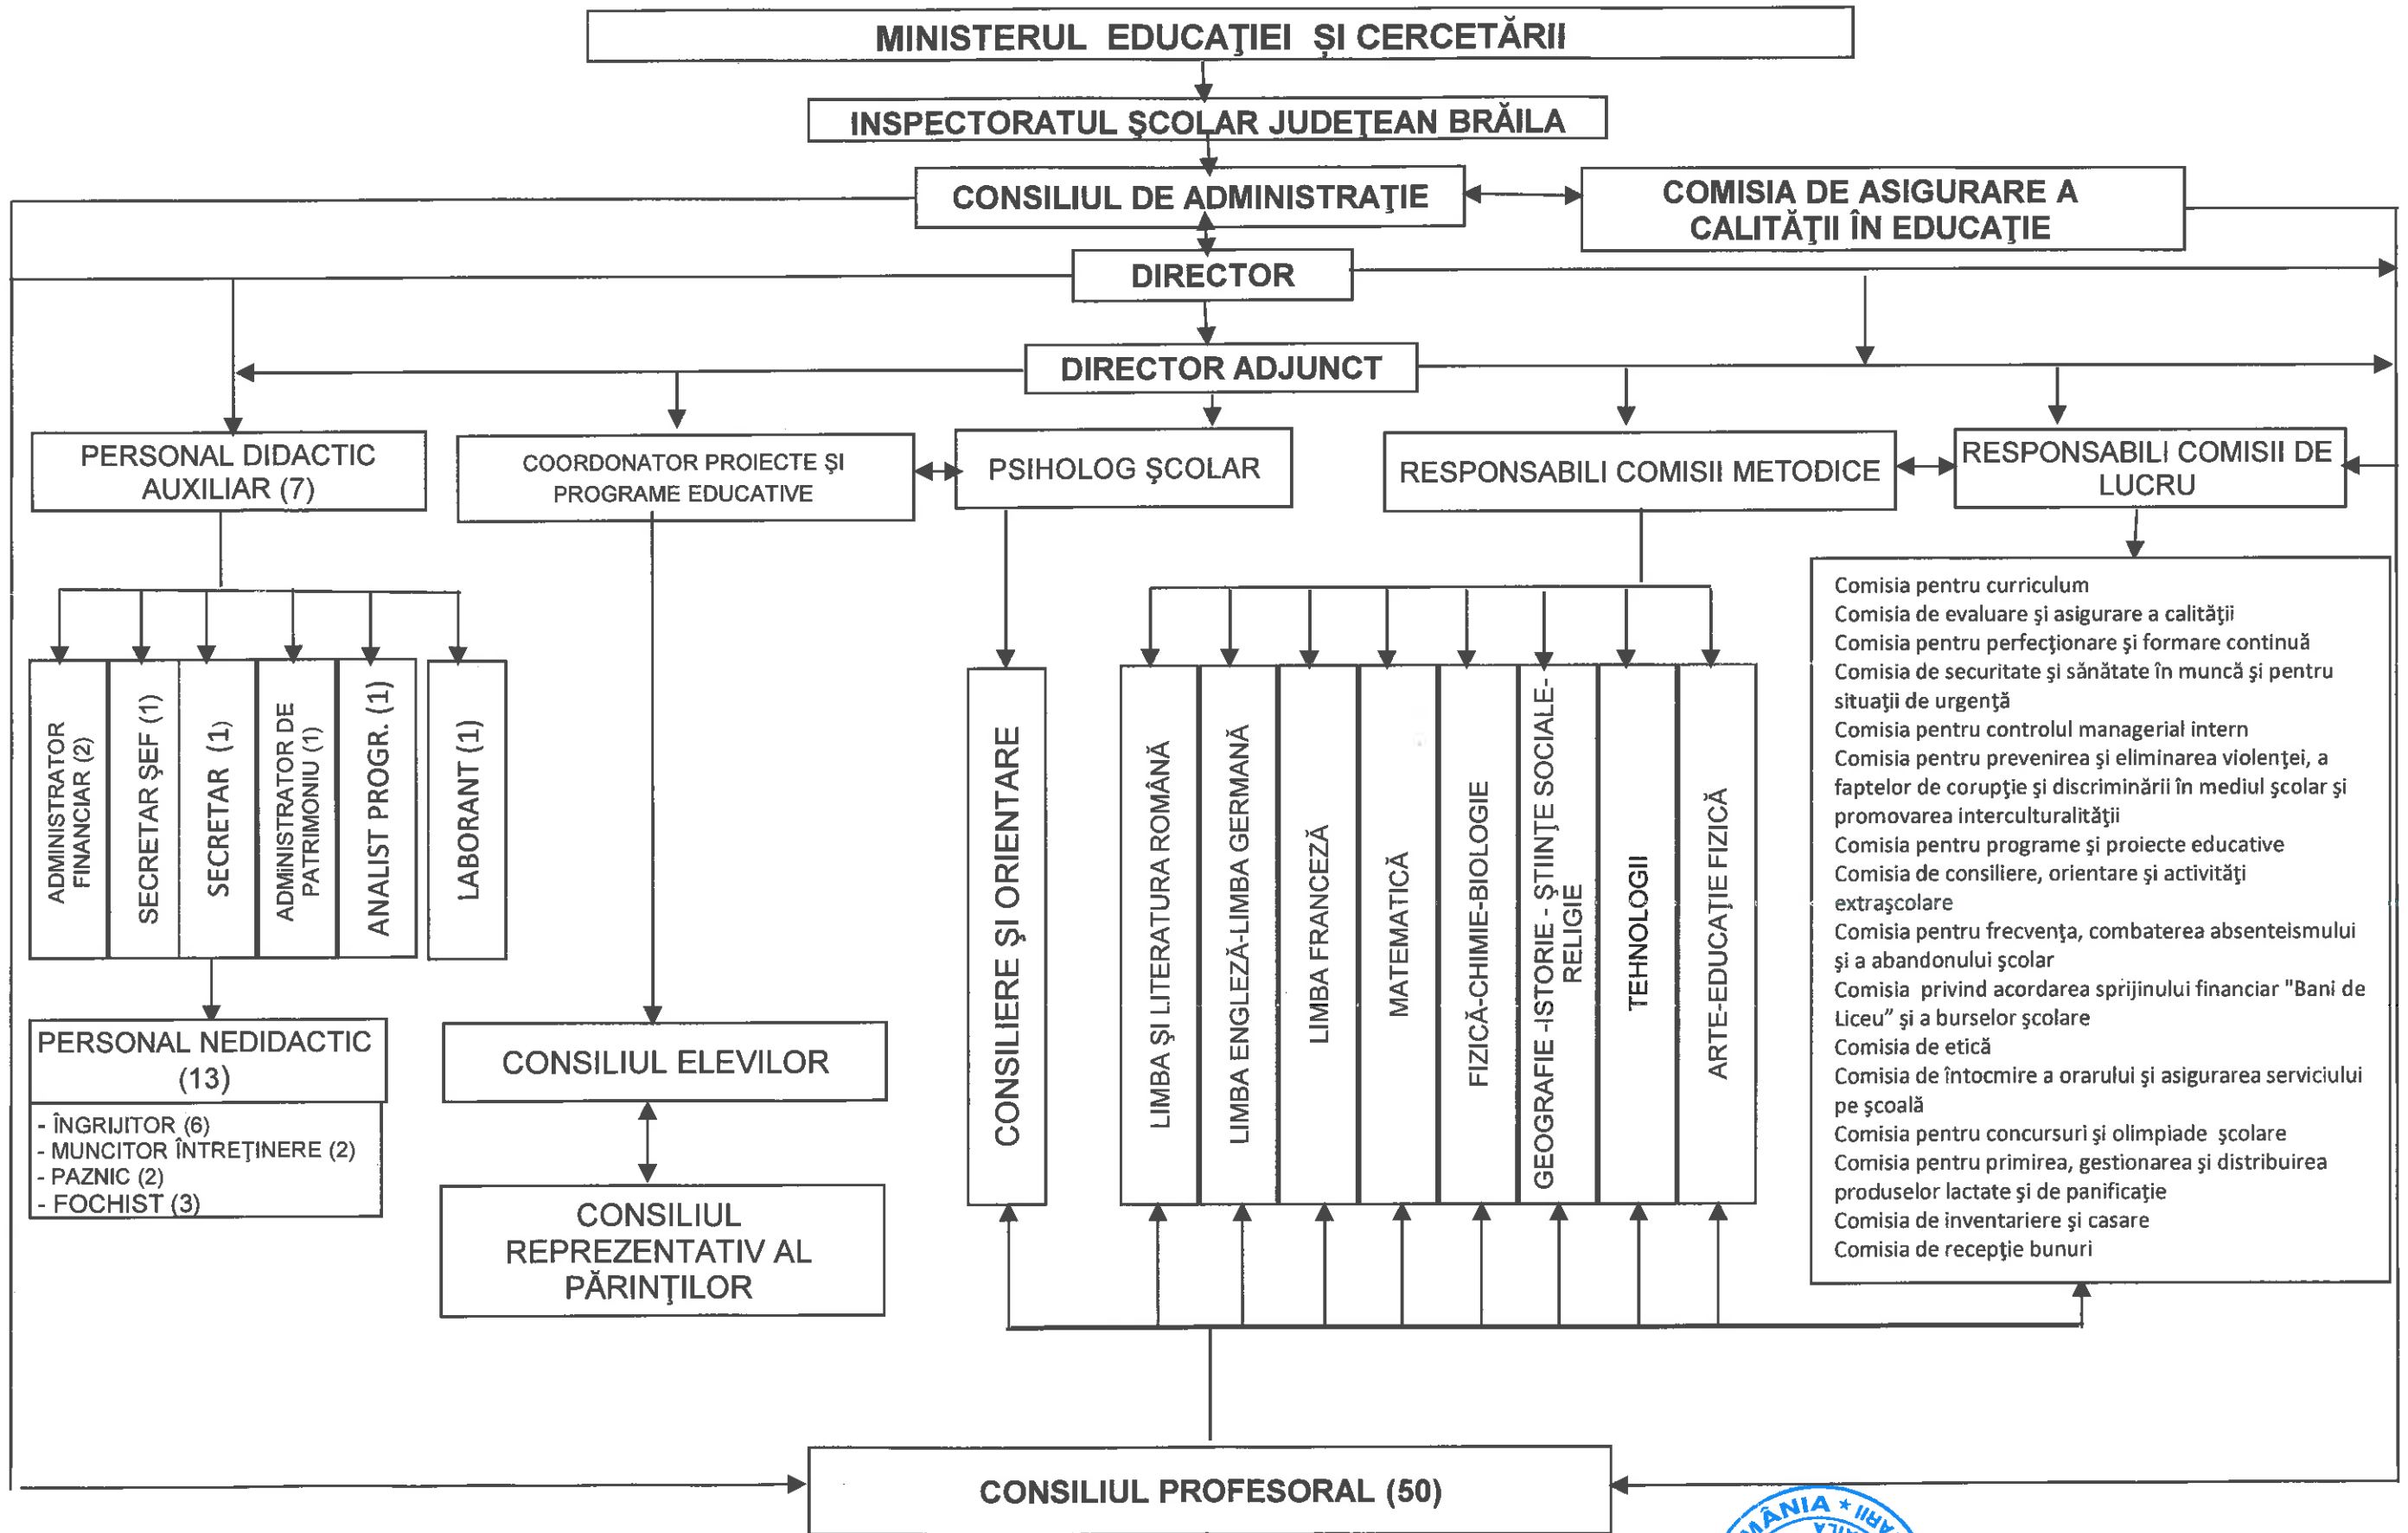 MINISTERUL EDUCAŢIEI ȘI CERCETĂRII
INSPECTORATUL ŞCOLAR JUDEŢEAN BRĂILA
CONSILIUL DE ADMINISTRAŢIE
COMISIA DE ASIGURARE A
CALITĂŢII ÎN EDUCAŢIE
DIRECTOR
DIRECTOR ADJUNCT
PERSONAL DIDACTIC
AUXILIAR (7)
COORDONATOR PROIECTE ŞI
PROGRAME EDUCATIVE
PSIHOLOG ŞCOLAR
RESPONSABILI COMISII METODICE
RESPONSABILI COMISII DE
LUCRU
ADMINISTRATOR
FINANCIAR (2)
SECRETAR ŞEF (1)
SECRETAR (1)
ADMINISTRATOR DE
PATRIMONIU (1)
ANALIST PROGR. (1)
LABORANT (1)
PERSONAL NEDIDACTIC
(13)
- ÎNGRIJITOR (6)
- MUNCITOR ÎNTREŢINERE (2)
- PAZNIC (2)
- FOCHIST (3)
CONSILIUL ELEVILOR
CONSILIUL
REPREZENTATIV AL
PĂRINŢILOR
CONSILIERE ŞI ORIENTARE
LIMBA ŞI LITERATURA ROMÂNĂ
LIMBA ENGLEZĂ-LIMBA GERMANĂ
LIMBA FRANCEZĂ
MATEMATICĂ
FIZICĂ-CHIMIE-BIOLOGIE
GEOGRAFIE -ISTORIE - ŞTIINŢE SOCIALE-
RELIGIE
TEHNOLOGII
ARTE-EDUCAŢIE FIZICĂ
Comisia pentru curriculum
Comisia de evaluare şi asigurare a calităţii
Comisia pentru perfecţionare şi formare continuă
Comisia de securitate şi sănătate în muncă şi pentru
situaţii de urgenţă
Comisia pentru controlul managerial intern
Comisia pentru prevenirea şi eliminarea violenţei, a
faptelor de corupţie şi discriminării în mediul şcolar şi
promovarea interculturalităţii
Comisia pentru programe şi proiecte educative
Comisia de consiliere, orientare şi activităţi
extraşcolare
Comisia pentru frecvenţa, combaterea absenteismului
şi a abandonului şcolar
Comisia privind acordarea sprijinului financiar "Bani de
Liceu” şi a burselor şcolare
Comisia de etică
Comisia de întocmire a orarului şi asigurarea serviciului
pe şcoală
Comisia pentru concursuri şi olimpiade şcolare
Comisia pentru primirea, gestionarea şi distribuirea
produselor lactate şi de panificaţie
Comisia de inventariere şi casare
Comisia de recepţie bunuri
CONSILIUL PROFESORAL (50)